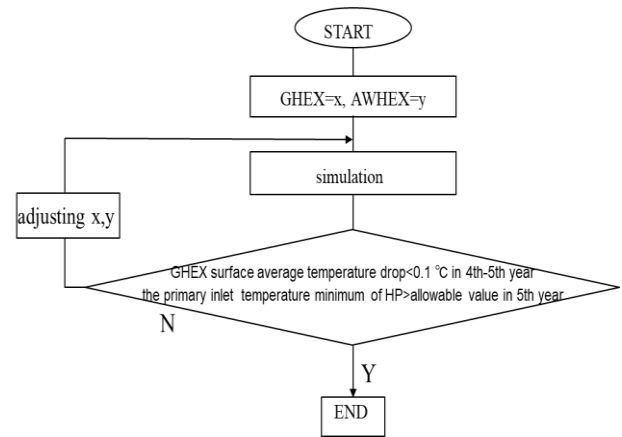 START
GHEX=x, AWHEX=y
simulation
adjusting x,y
GHEX surface average temperature drop<0.1 ℃ in 4th-5th year
the primary inlet temperature minimum of HP>allowable value in 5th year
N
Y
END